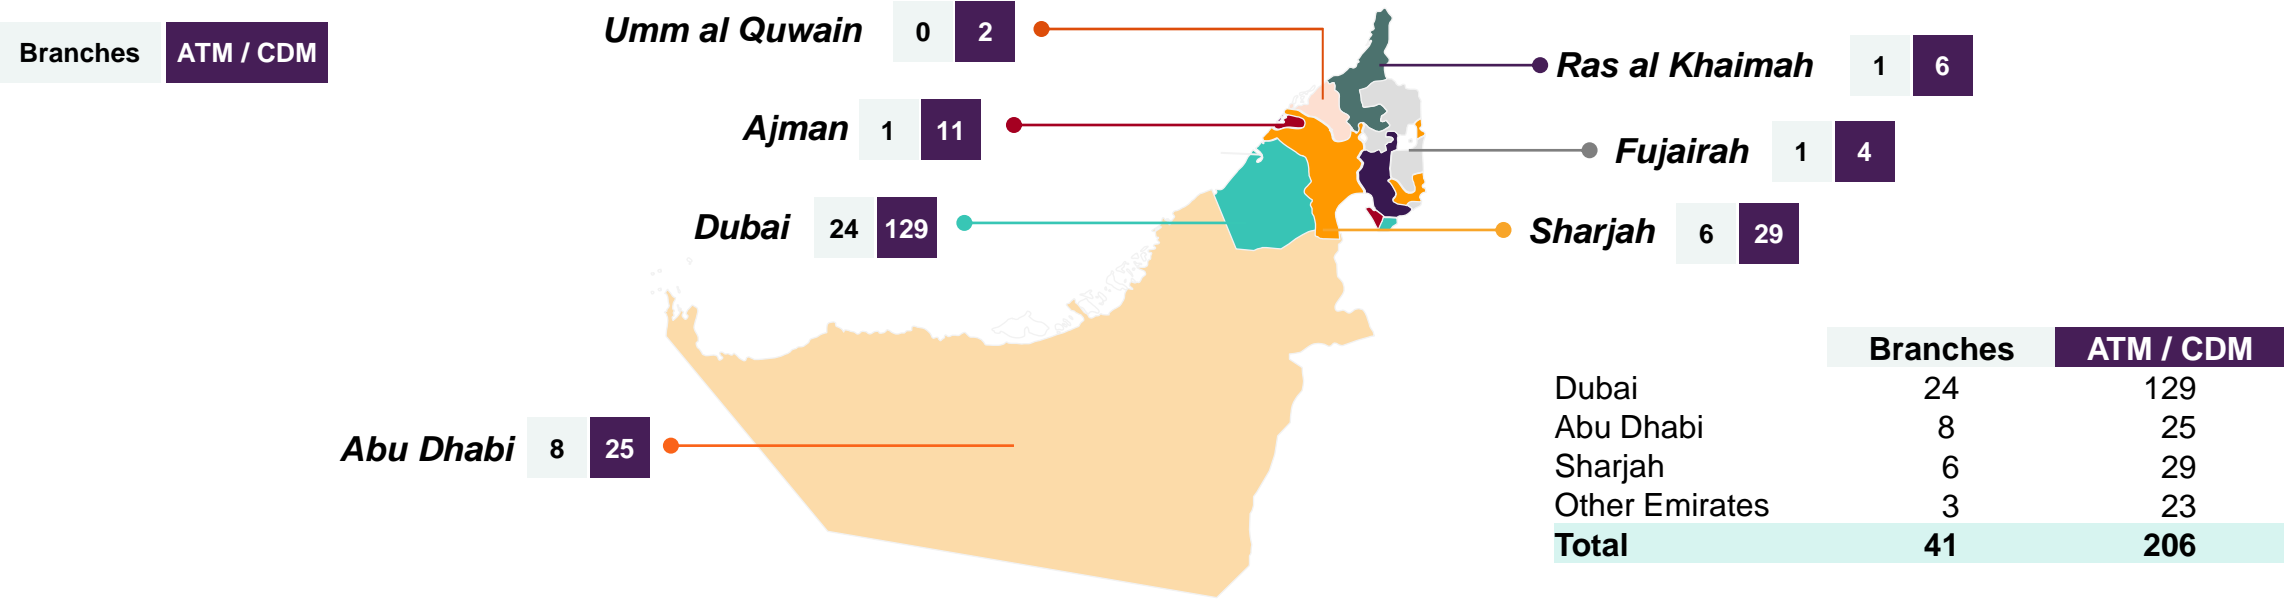 Branches ATM / CDM
Umm al Quwain 0 2
Ras al Khaimah 1 6
Ajman 1 11
Fujairah 1 4
Dubai 24 129
Sharjah 6 29
Abu Dhabi 8 25
Branches ATM / CDM
Dubai 24 129
Abu Dhabi 8 25
Sharjah 6 29
Other Emirates 3 23
Total 41 206